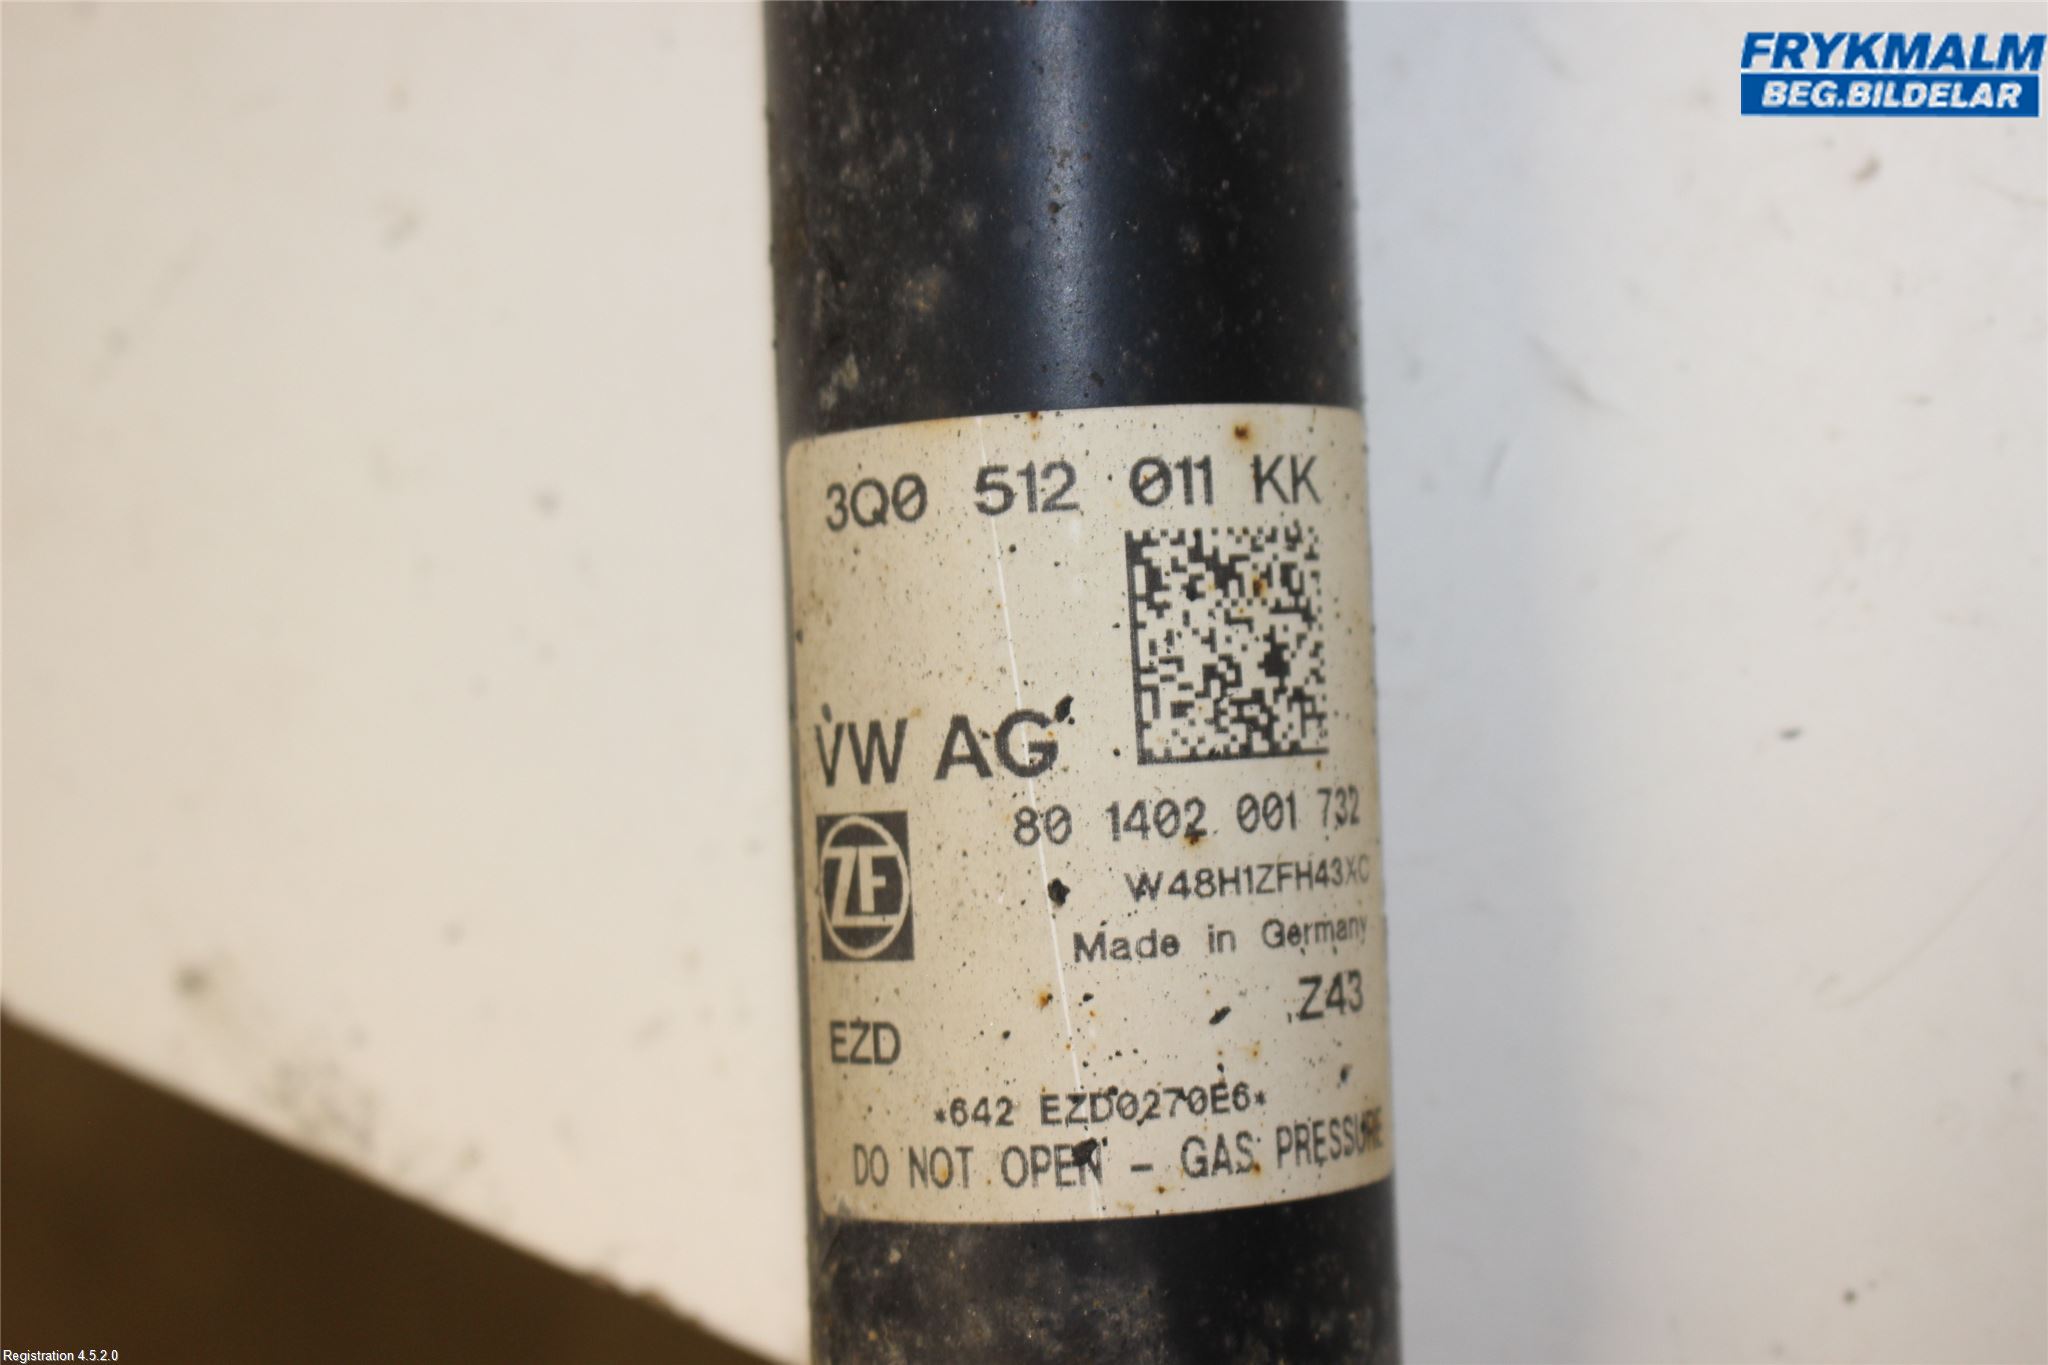 FRYKMALM
BEG.BILDELAR
3Q0 512 011 KK
VW AG
80 1402 001 732
W48H1ZFH43XC
ZF
Made in Germany
Z43
EZD
*642 EZD0270E6*
DO NOT OPEN - GAS PRESSURE
Registration 4.5.2.0